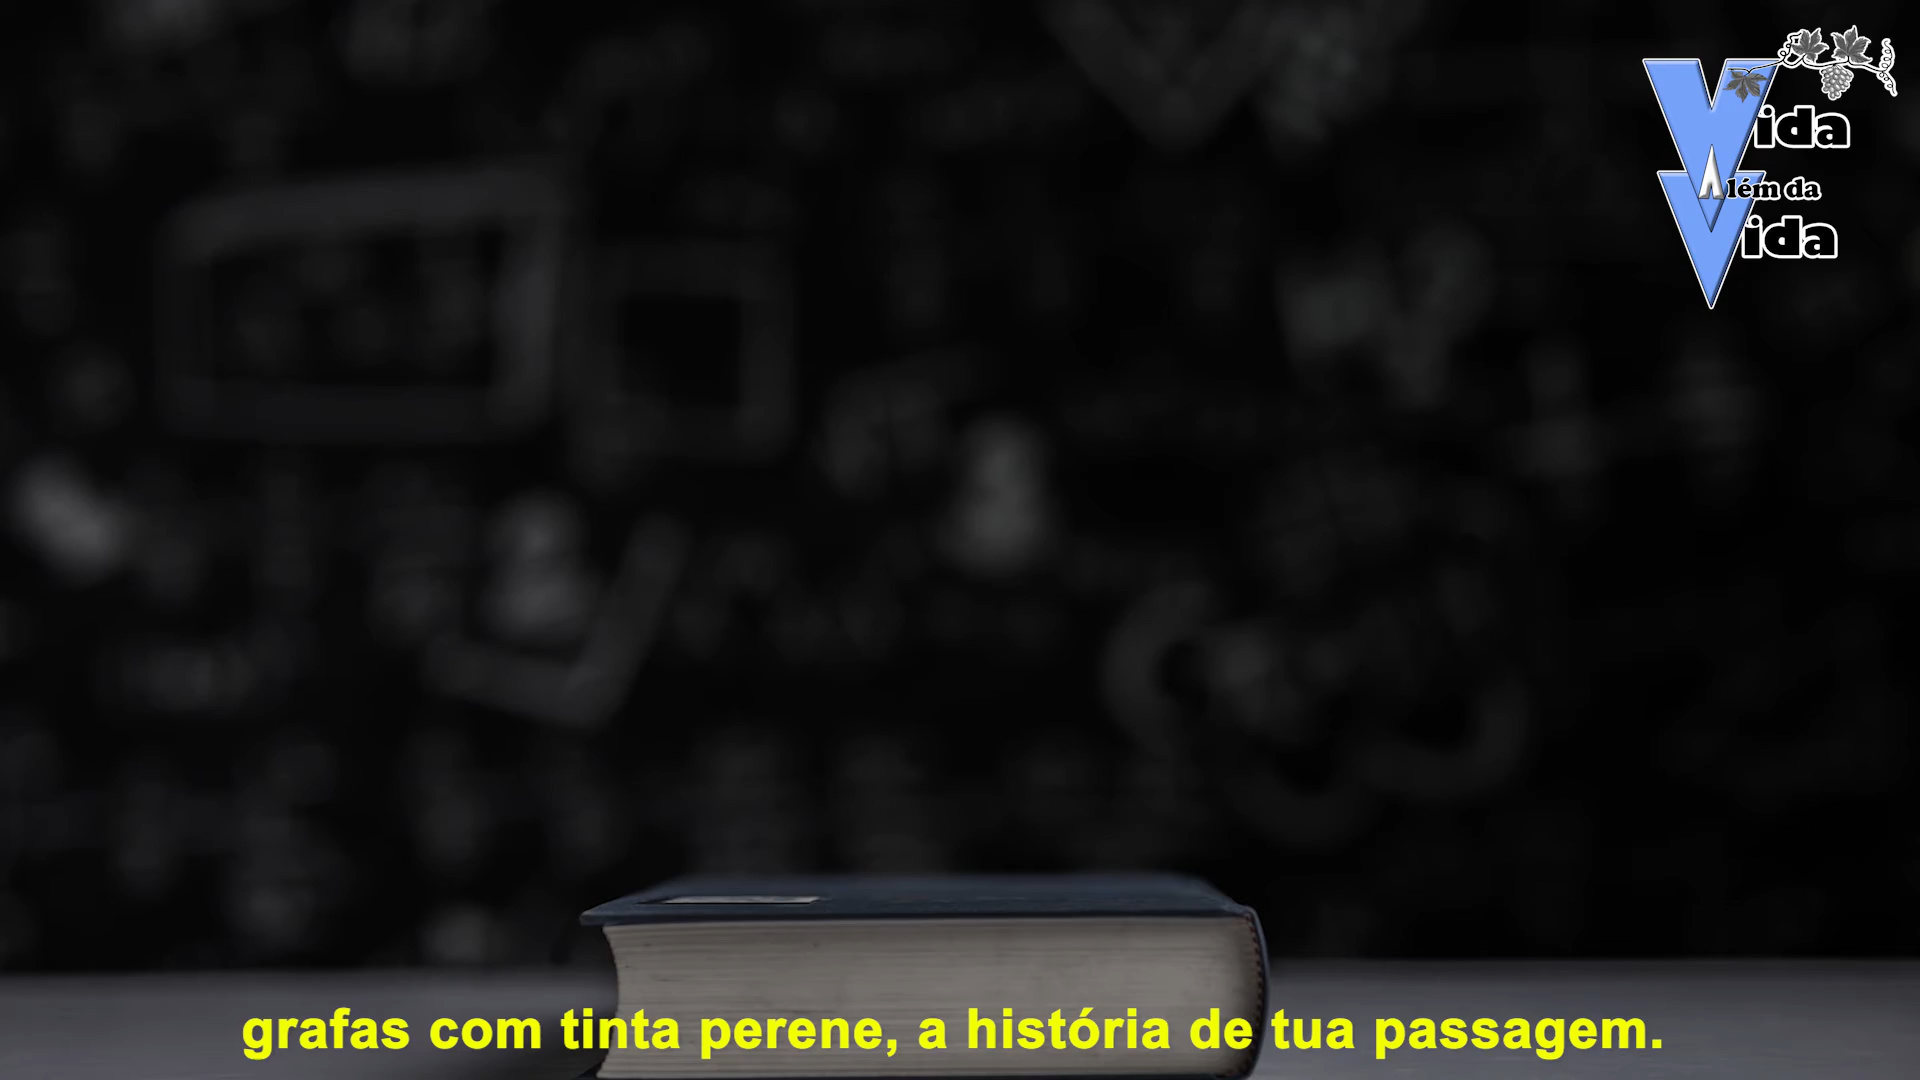 Vida
Além da
Vida
grafas com tinta perene, a história de tua passagem.